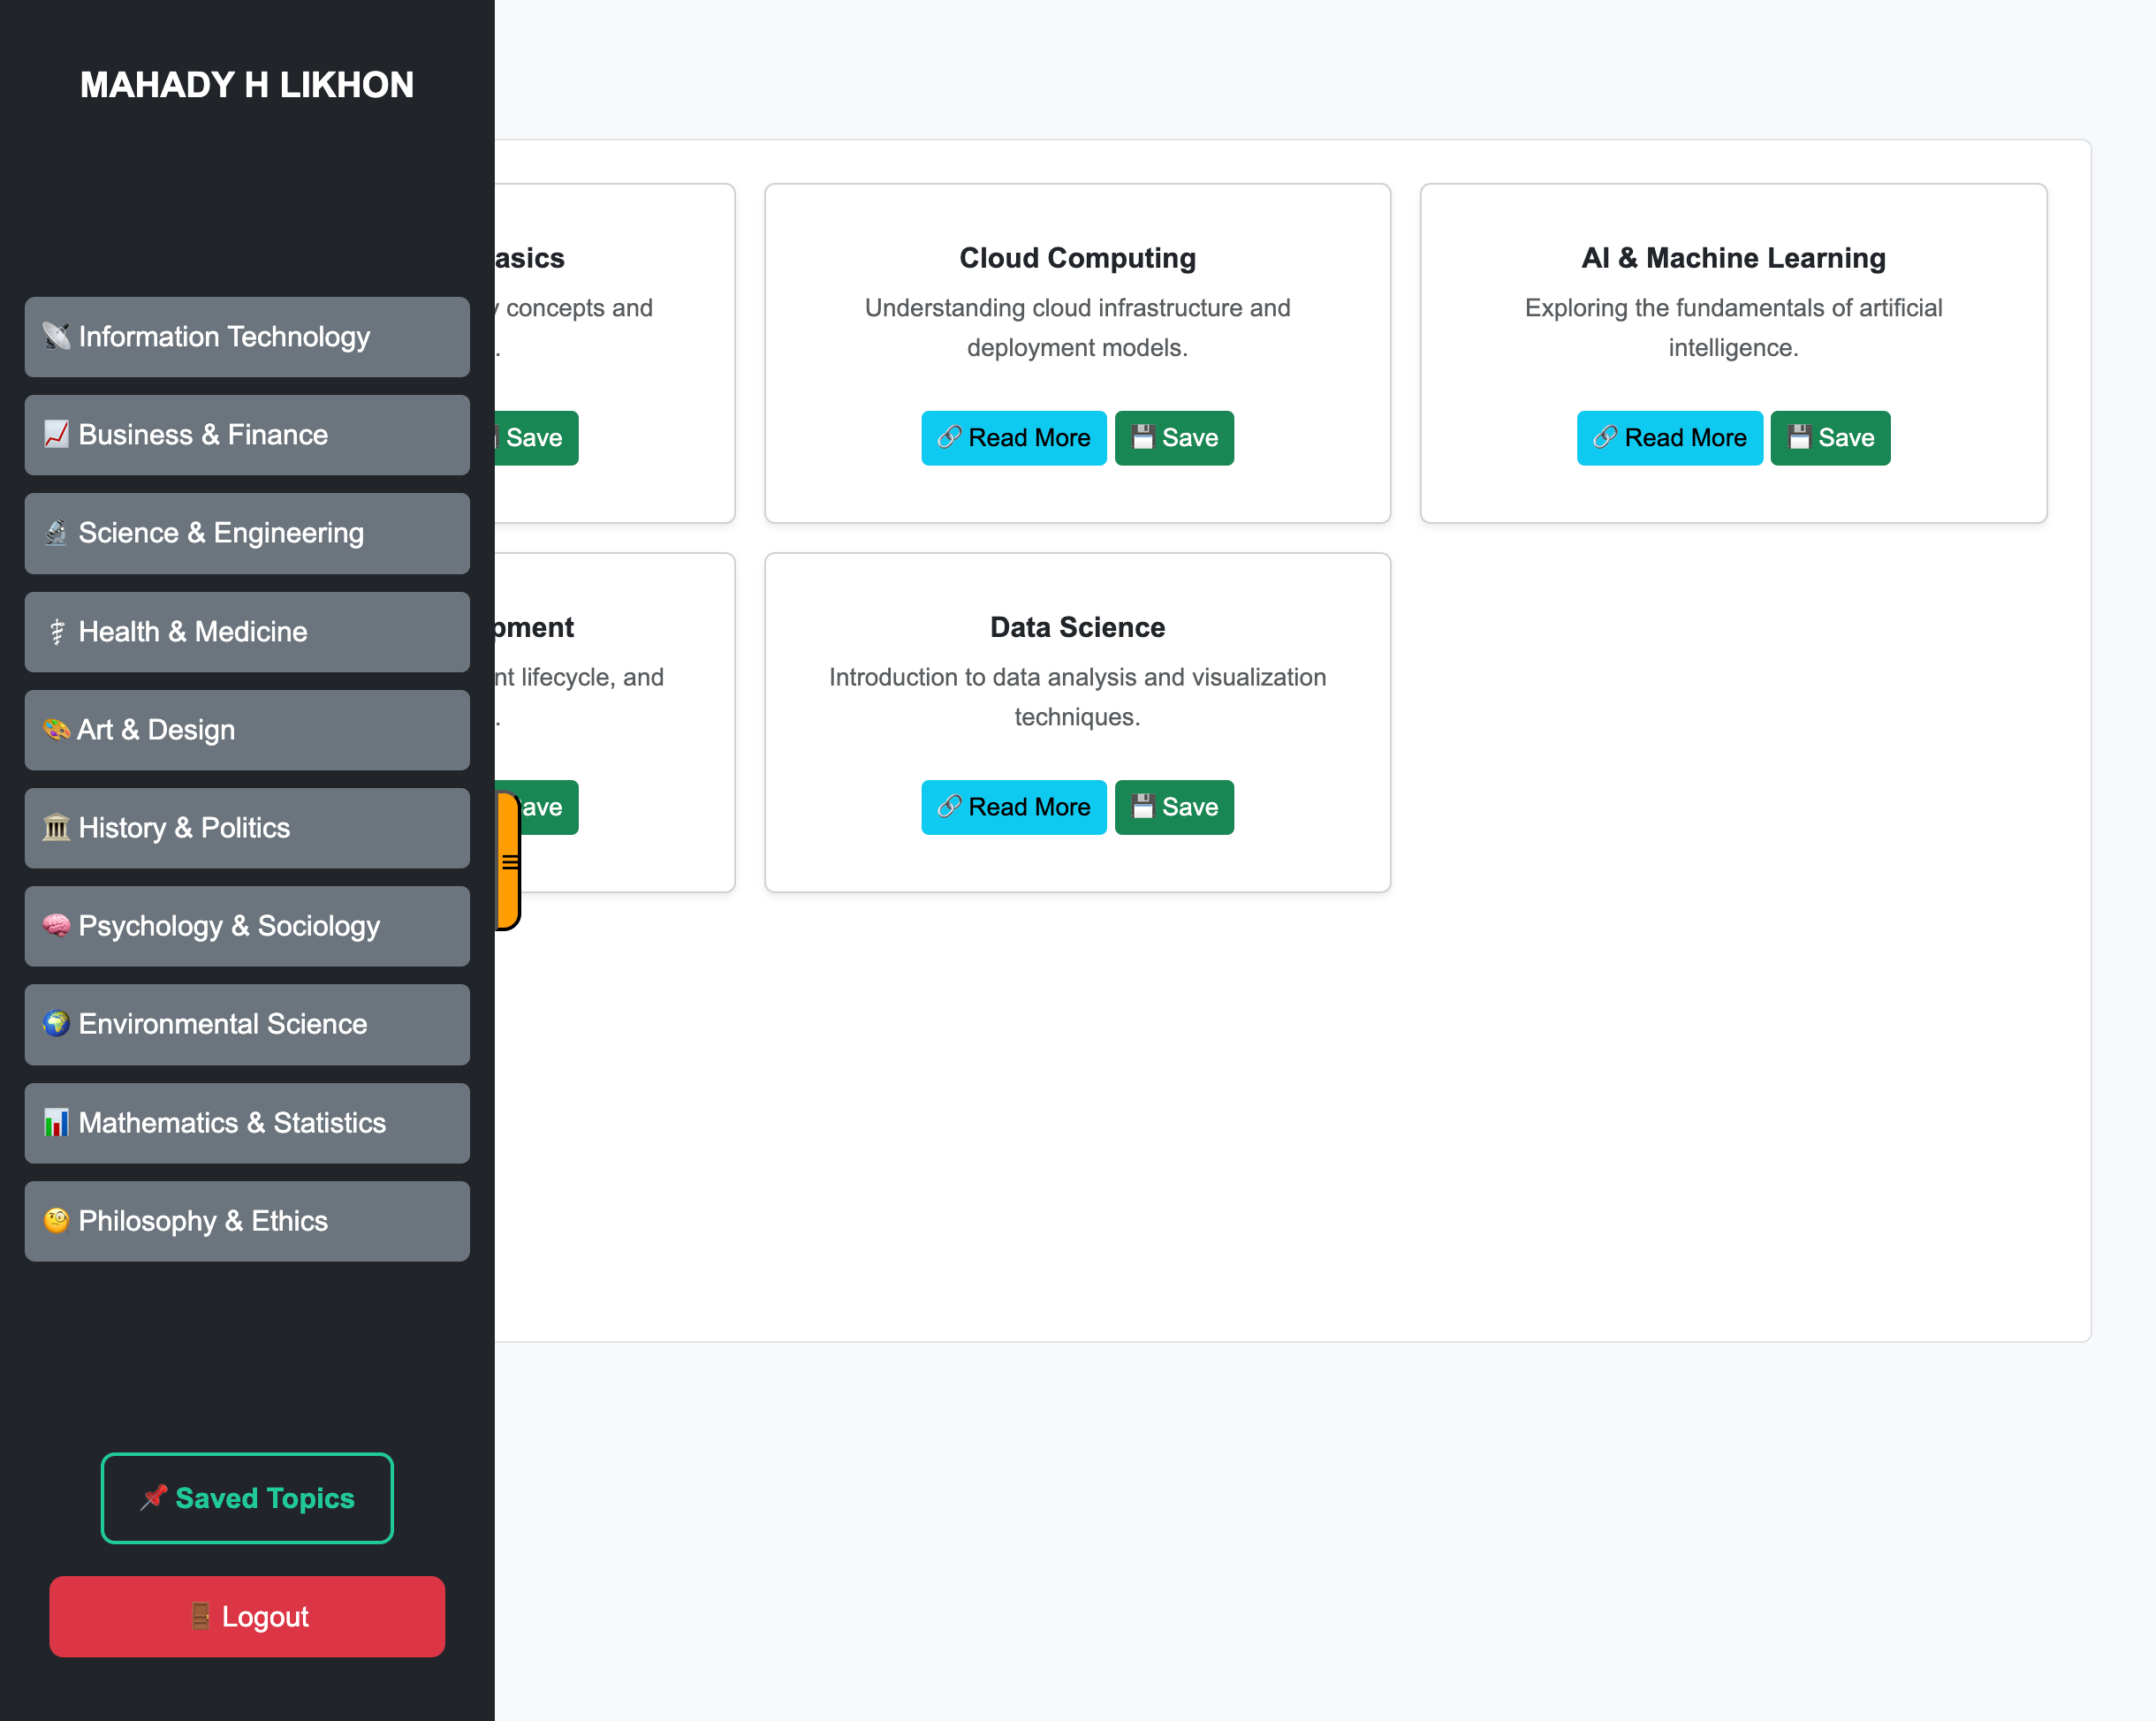 MAHADY H LIKHON
📡 Information Technology
📈 Business & Finance
🔬 Science & Engineering
⚕ Health & Medicine
🎨 Art & Design
🏛 History & Politics
🧠 Psychology & Sociology
🌍 Environmental Science
📊 Mathematics & Statistics
🧐 Philosophy & Ethics
📌 Saved Topics
🚪 Logout
asics
concepts and
.
Save
Cloud Computing
Understanding cloud infrastructure and
deployment models.
🔗 Read More
💾 Save
AI & Machine Learning
Exploring the fundamentals of artificial
intelligence.
🔗 Read More
💾 Save
pment
nt lifecycle, and
.
ave
☰
Data Science
Introduction to data analysis and visualization
techniques.
🔗 Read More
💾 Save